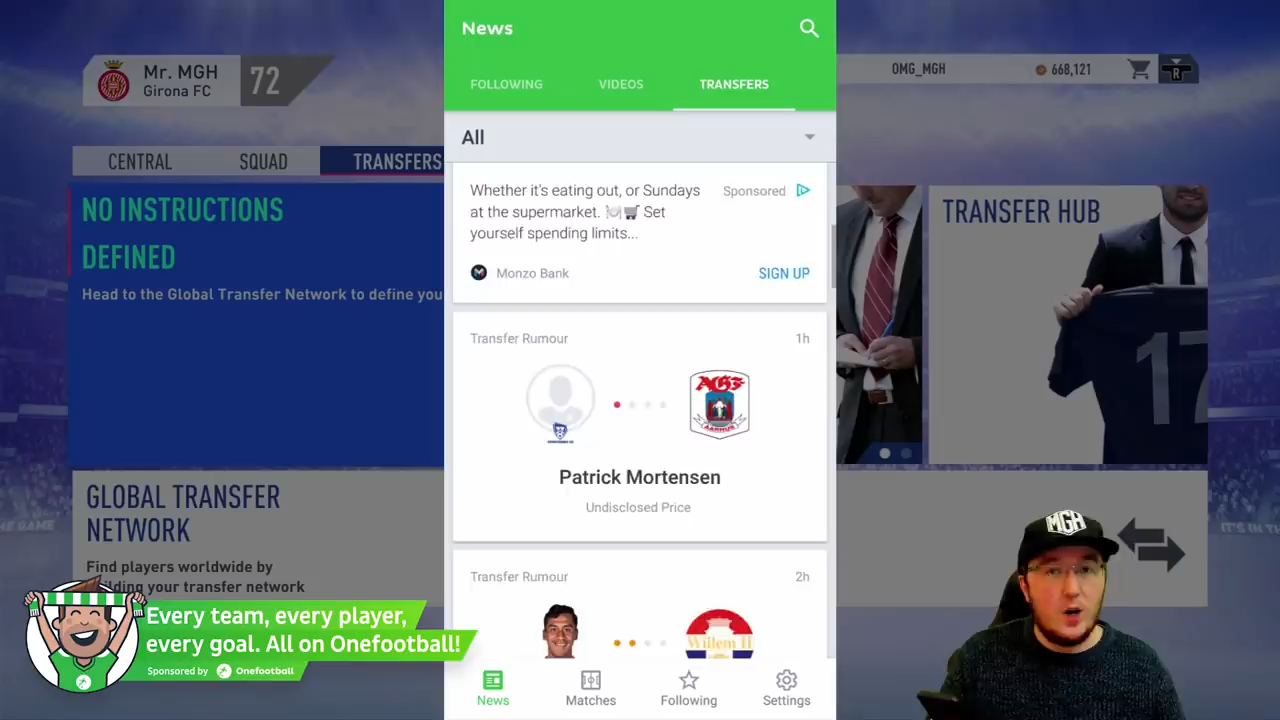 Mr. MGH
Girona FC
72
CENTRAL
SQUAD
TRANSFERS
NO INSTRUCTIONS
DEFINED
Head to the Global Transfer Network to define you
GLOBAL TRANSFER
NETWORK
Find players worldwide by
your transfer network
Every team, every player,
every goal. All on Onefootball!
Sponsored by
Onefootball
News
FOLLOWING
VIDEOS
TRANSFERS
All
Whether it's eating out, or Sundays
at the supermarket. 🍽🛒 Set
yourself spending limits...
Sponsored
Monzo Bank
SIGN UP
Transfer Rumour
1h
AGF
AARHUS
Patrick Mortensen
Undisclosed Price
Transfer Rumour
2h
Willem II
News
Matches
Following
Settings
OMG_MGH
668,121
R
TRANSFER HUB
17
MGH